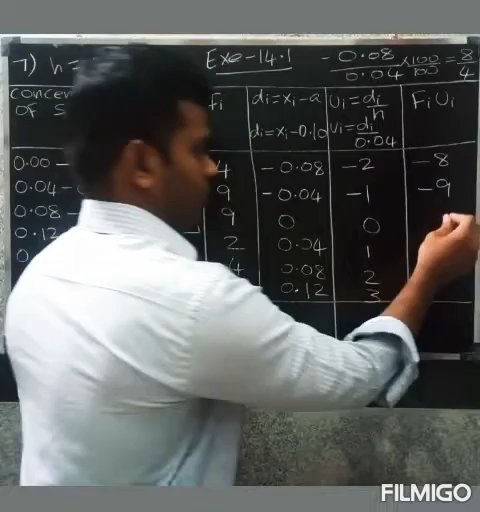 7) h= Exe-14.1 -0.08/0.04 ×100/100 = 8/4
fi di=xi-a ui=di/h FiUi
OF S di=xi-0.10 ui=di/0.04
0.00- 4 -0.08 -2 -8
0.04- 9 -0.04 -1 -9
0.08- 9 0 0
0.12 2 0.04 1
0 4 0.08 2
0.12 3
FILMIGO